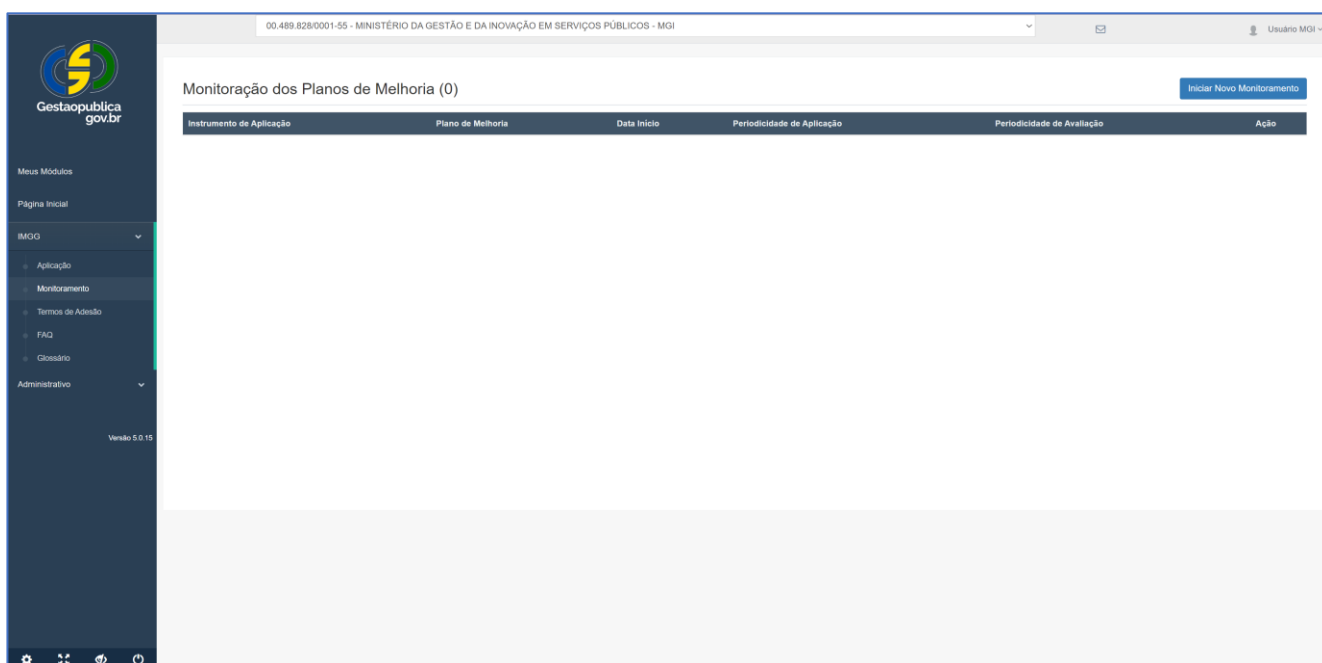 00.489.828/0001-55 - MINISTÉRIO DA GESTÃO E DA INOVAÇÃO EM SERVIÇOS PÚBLICOS - MGI
Usuário MGI
Gestaopublica
gov.br
Monitoração dos Planos de Melhoria (0)
Iniciar Novo Monitoramento
Instrumento de Aplicação Plano de Melhoria Data Início Periodicidade de Aplicação Periodicidade de Avaliação Ação
Meus Módulos
Página Inicial
IMGG
Aplicação
Monitoramento
Termos de Adesão
FAQ
Glossário
Administrativo
Versão 5.0.15